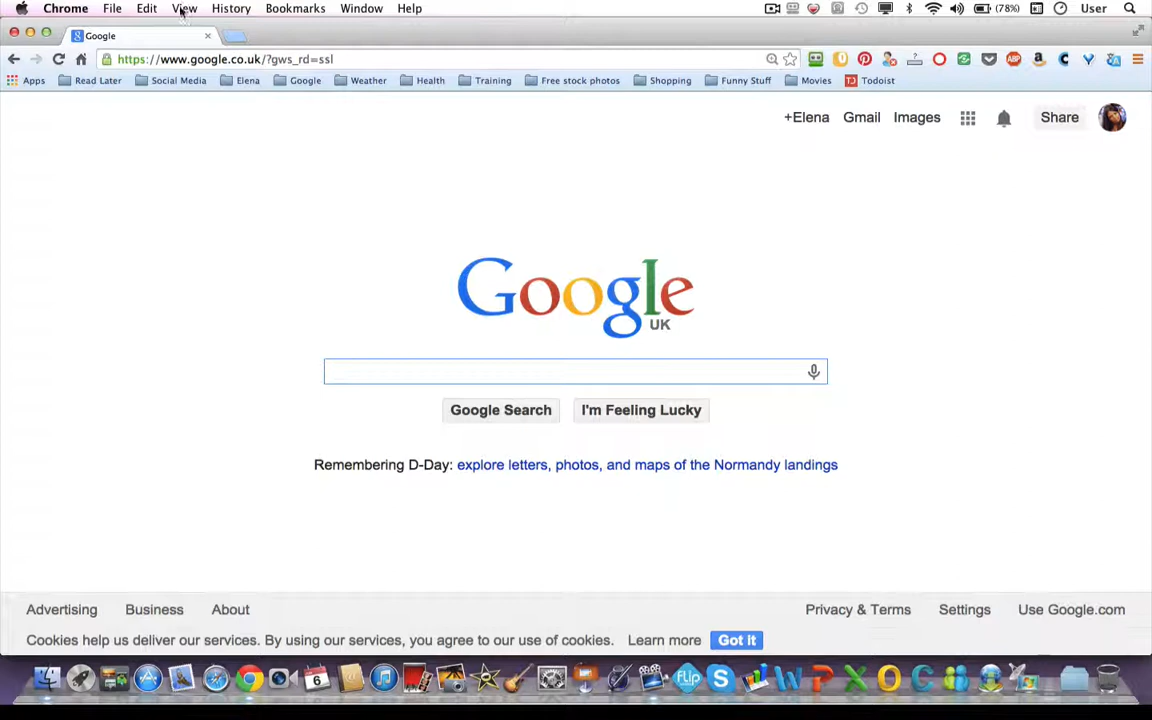 Chrome File Edit View History Bookmarks Window Help (78%) User
Google
https://www.google.co.uk/?gws_rd=ssl
Apps Read Later Social Media Elena Google Weather Health Training Free stock photos Shopping Funny Stuff Movies Todoist
+Elena Gmail Images Share
Google
UK
Google Search I'm Feeling Lucky
Remembering D-Day: explore letters, photos, and maps of the Normandy landings
Advertising Business About Privacy & Terms Settings Use Google.com
Cookies help us deliver our services. By using our services, you agree to our use of cookies. Learn more Got it